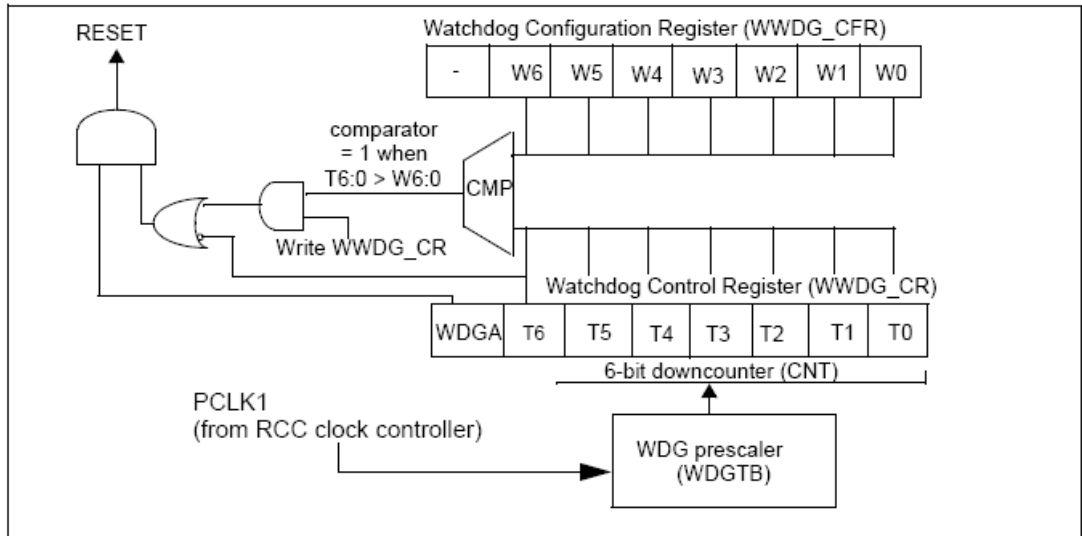 RESET
Watchdog Configuration Register (WWDG_CFR)
- W6 W5 W4 W3 W2 W1 W0
comparator
= 1 when
T6:0 > W6:0
CMP
Write WWDG_CR
Watchdog Control Register (WWDG_CR)
WDGA T6 T5 T4 T3 T2 T1 T0
6-bit downcounter (CNT)
PCLK1
(from RCC clock controller)
WDG prescaler
(WDGTB)